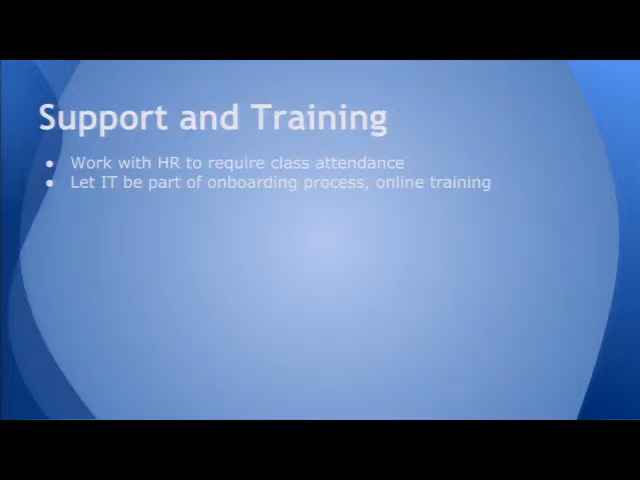 Support and Training
● Work with HR to require class attendance
● Let IT be part of onboarding process, online training